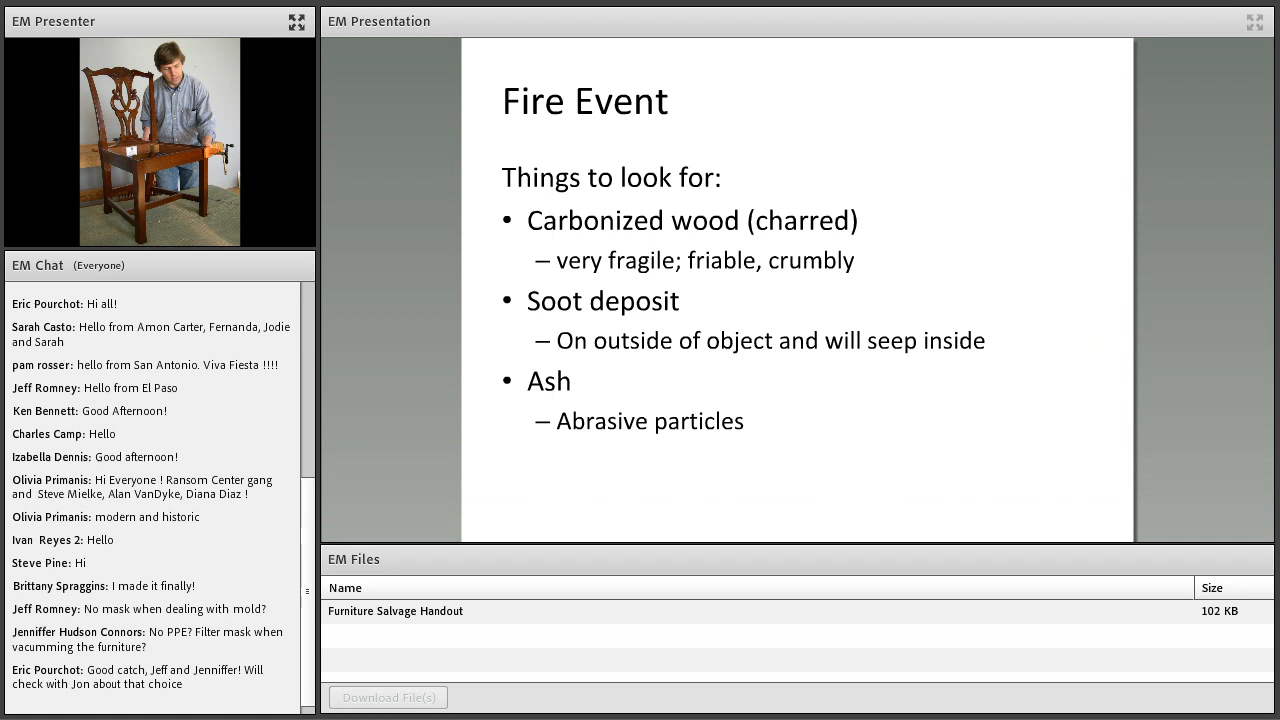 EM Presenter
EM Chat (Everyone)
Eric Pourchot: Hi all!
Sarah Casto: Hello from Amon Carter, Fernanda, Jodie
and Sarah
pam rosser: hello from San Antonio. Viva Fiesta !!!!
Jeff Romney: Hello from El Paso
Ken Bennett: Good Afternoon!
Charles Camp: Hello
Izabella Dennis: Good afternoon!
Olivia Primanis: Hi Everyone ! Ransom Center gang
and Steve Mielke, Alan VanDyke, Diana Diaz !
Olivia Primanis: modern and historic
Ivan Reyes 2: Hello
Steve Pine: Hi
Brittany Spraggins: I made it finally!
Jeff Romney: No mask when dealing with mold?
Jenniffer Hudson Connors: No PPE? Filter mask when
vacumming the furniture?
Eric Pourchot: Good catch, Jeff and Jenniffer! Will
check with Jon about that choice
EM Presentation
Fire Event
Things to look for:
• Carbonized wood (charred)
– very fragile; friable, crumbly
• Soot deposit
– On outside of object and will seep inside
• Ash
– Abrasive particles
EM Files
Name Size
Furniture Salvage Handout 102 KB
Download File(s)